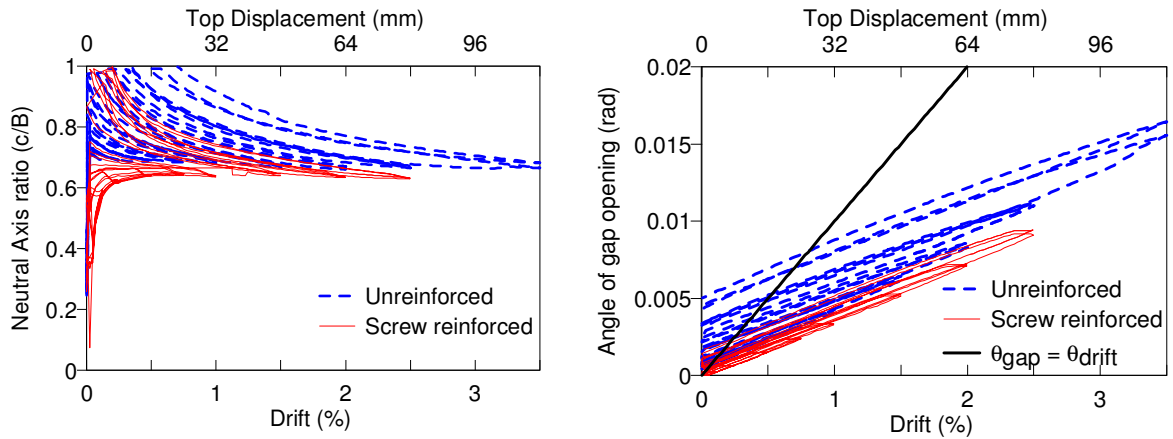 Top Displacement (mm)
0 32 64 96
1
0.8
0.6
0.4
0.2
0
Neutral Axis ratio (c/B)
Unreinforced
Screw reinforced
0 1 2 3
Drift (%)
Top Displacement (mm)
0 32 64 96
0.02
0.015
0.01
0.005
0
Angle of gap opening (rad)
Unreinforced
Screw reinforced
θgap = θdrift
0 1 2 3
Drift (%)